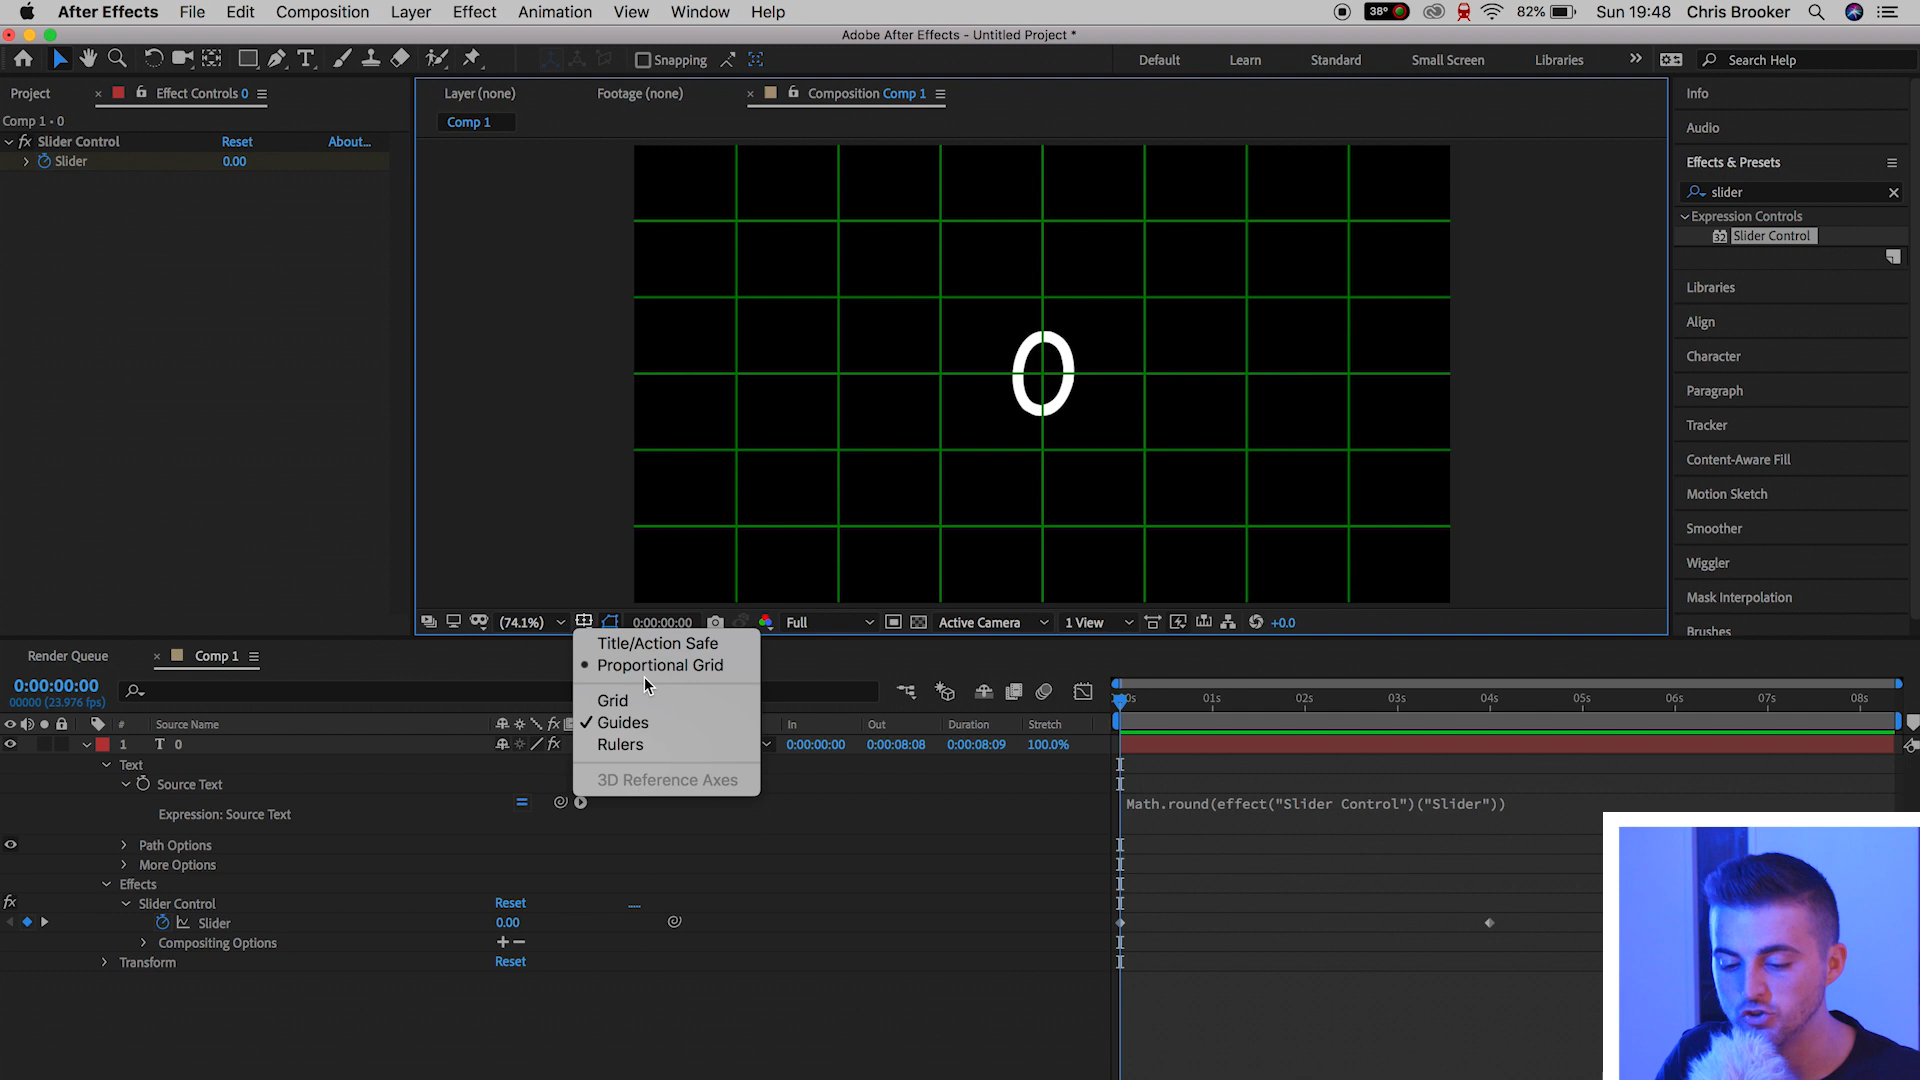 After Effects File Edit Composition Layer Effect Animation View Window Help 38° 82% Sun 19:48 Chris Brooker
Adobe After Effects - Untitled Project *
Snapping Default Learn Standard Small Screen Libraries Search Help
Project Effect Controls 0
Comp 1 • 0
fx Slider Control Reset About...
Slider 0.00
Layer (none) Footage (none) Composition Comp 1
Comp 1
0
Info
Audio
Effects & Presets
slider
Expression Controls
32 Slider Control
Libraries
Align
Character
Paragraph
Tracker
Content-Aware Fill
Motion Sketch
Smoother
Wiggler
Mask Interpolation
Brushes
(74.1%) 0:00:00:00 Full Active Camera 1 View +0.0
Title/Action Safe
Proportional Grid
Grid
Guides
Rulers
3D Reference Axes
Render Queue Comp 1
0:00:00:00
00000 (23.976 fps)
01s 02s 03s 04s 05s 06s 07s 08s
# Source Name fx In Out Duration Stretch
1 T 0 fx 0:00:00:00 0:00:08:08 0:00:08:09 100.0%
Text
Source Text
Expression: Source Text
Math.round(effect("Slider Control")("Slider"))
Path Options
More Options
Effects
fx Slider Control Reset .....
Slider 0.00
Compositing Options
Transform Reset